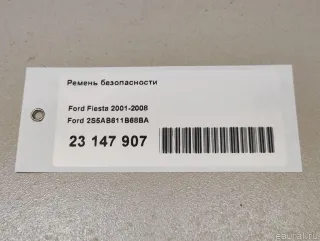 Ремень безопасности
Ford Fiesta 2001-2008
Ford 2S5AB611B68BA
23 147 907